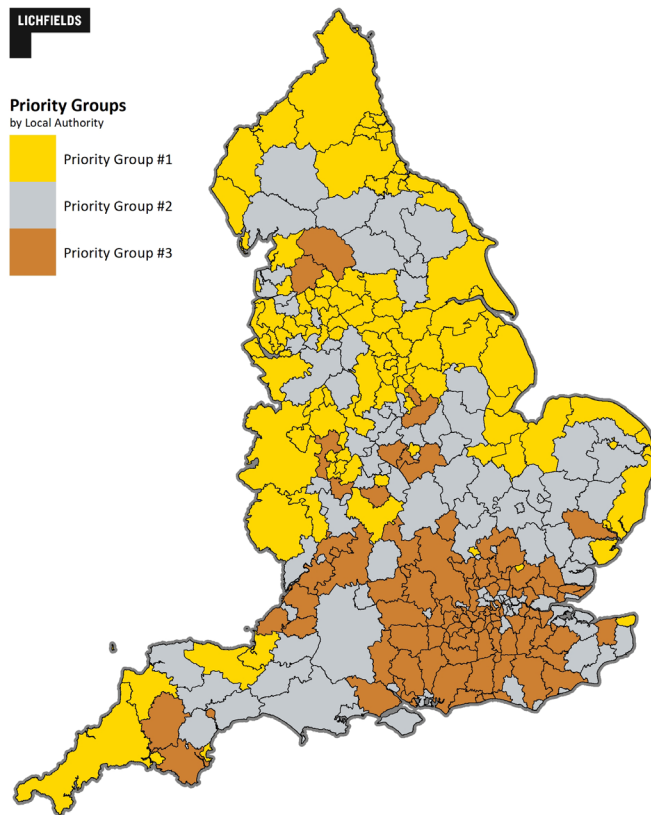 LICHFIELDS
Priority Groups
by Local Authority
Priority Group #1
Priority Group #2
Priority Group #3